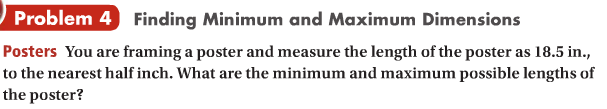 Problem 4 Finding Minimum and Maximum Dimensions
Posters You are framing a poster and measure the length of the poster as 18.5 in.,
to the nearest half inch. What are the minimum and maximum possible lengths of
the poster?